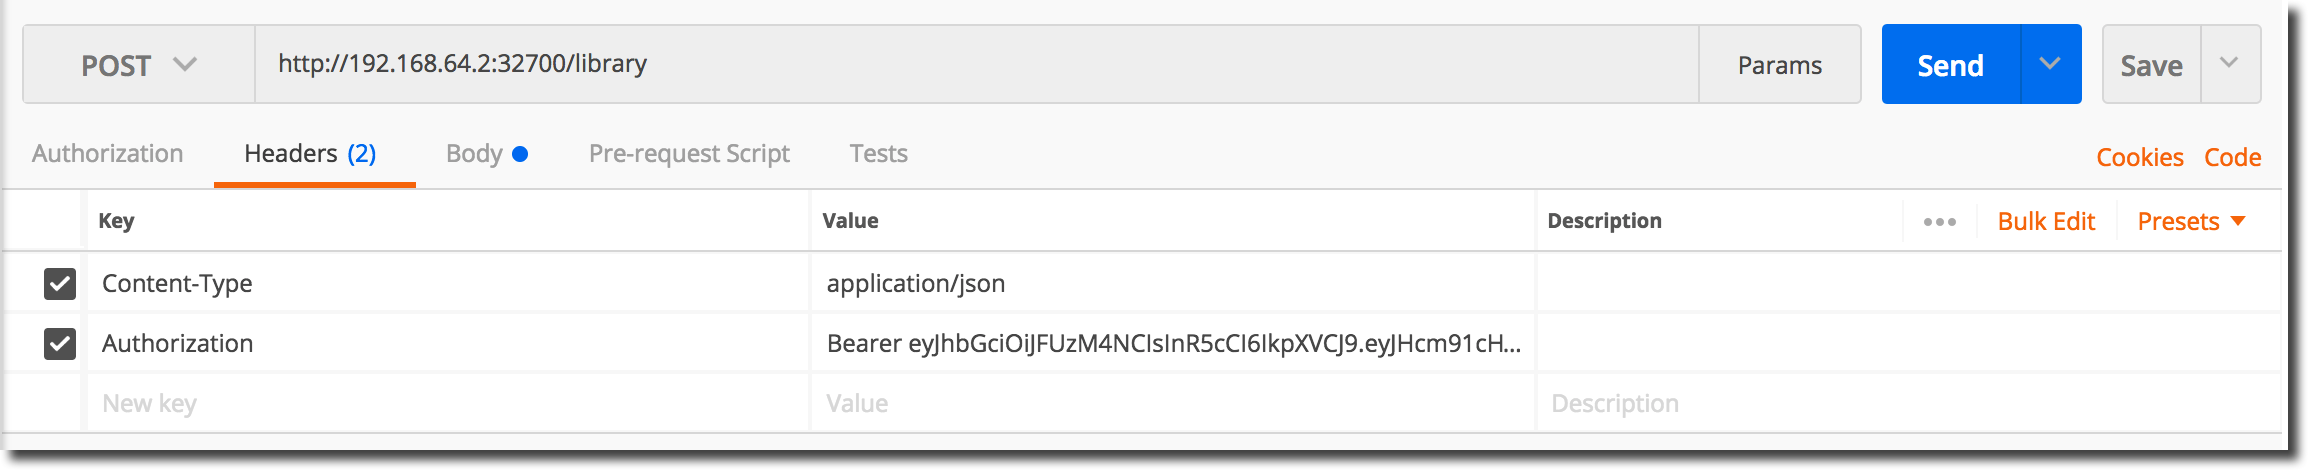 POST http://192.168.64.2:32700/library Params Send Save
Authorization Headers (2) Body Pre-request Script Tests Cookies Code
Key Value Description ••• Bulk Edit Presets
Content-Type application/json
Authorization Bearer eyJhbGciOiJFUzM4NCIsInR5cCI6IkpXVCJ9.eyJHcm91cH...
New key Value Description